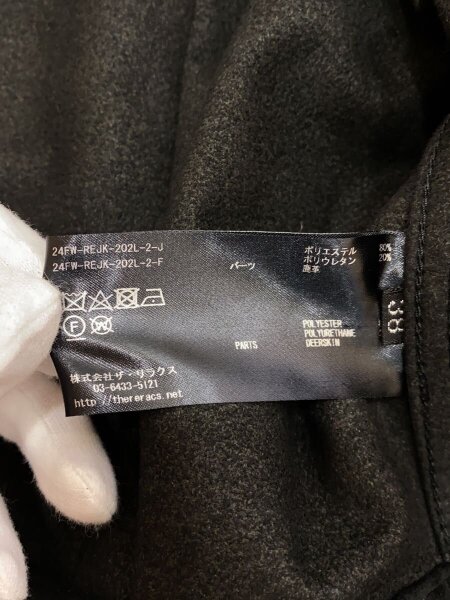 24FW-REJK-202L-2-J
24FW-REJK-202L-2-F
パーツ
ポリエステル 80%
ポリウレタン 20%
鹿革
PARTS
POLYESTER
POLYURETHANE
DEERSKIN
38
株式会社ザ・リラクス
03-6433-5121
http://thereracs.net